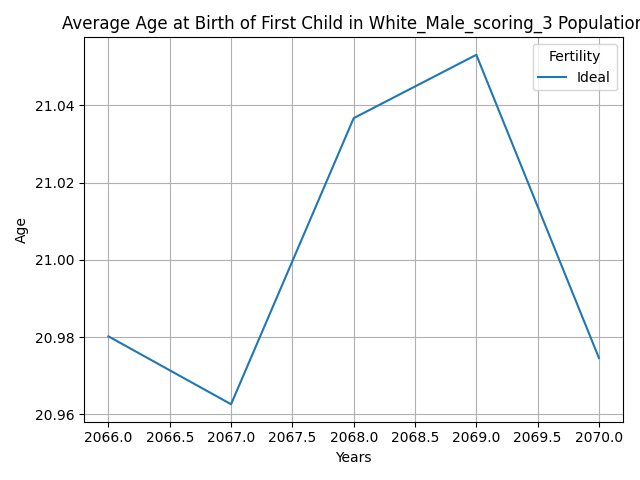 Average Age at Birth of First Child in White_Male_scoring_3 Population
Fertility
Ideal
Age
21.04
21.02
21.00
20.98
20.96
2066.0 2066.5 2067.0 2067.5 2068.0 2068.5 2069.0 2069.5 2070.0
Years